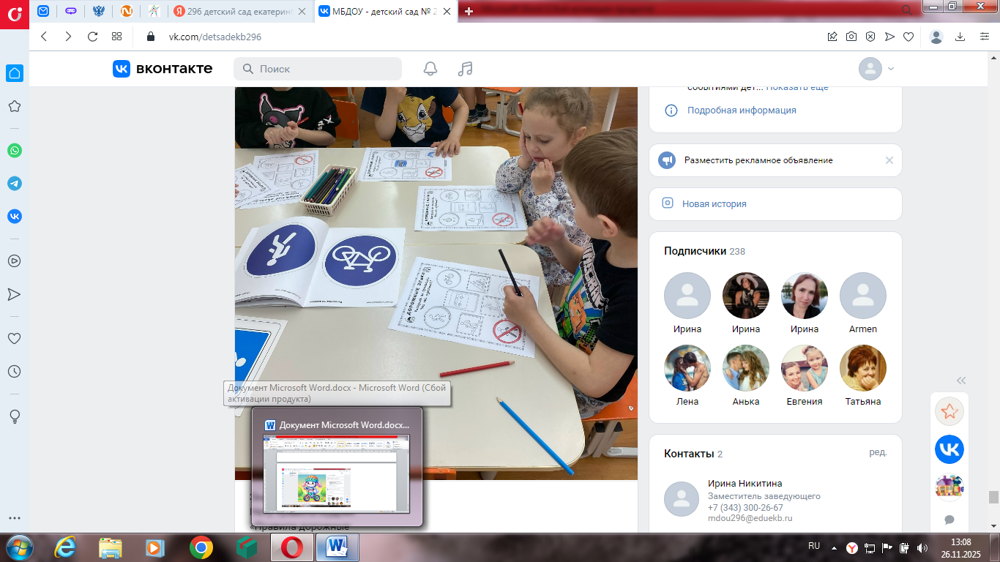 296 детский сад екатерин
МБДОУ - детский сад № 2
vk.com/detsadekb296
вконтакте
Поиск
событиями дет... Показать ещё
Подробная информация
Разместить рекламное объявление
Новая история
Подписчики 238
Ирина
Ирина
Ирина
Armen
Лена
Анька
Евгения
Татьяна
Контакты 2
ред.
Ирина Никитина
Заместитель заведующего
+7 (343) 300-26-67
mdou296@eduekb.ru
ДОРОЖНЫЕ ЗНАКИ
Документ Microsoft Word.docx - Microsoft Word (Сбой
активации продукта)
Документ Microsoft Word.docx...
«Правила дорожные
RU
13:08
26.11.2025